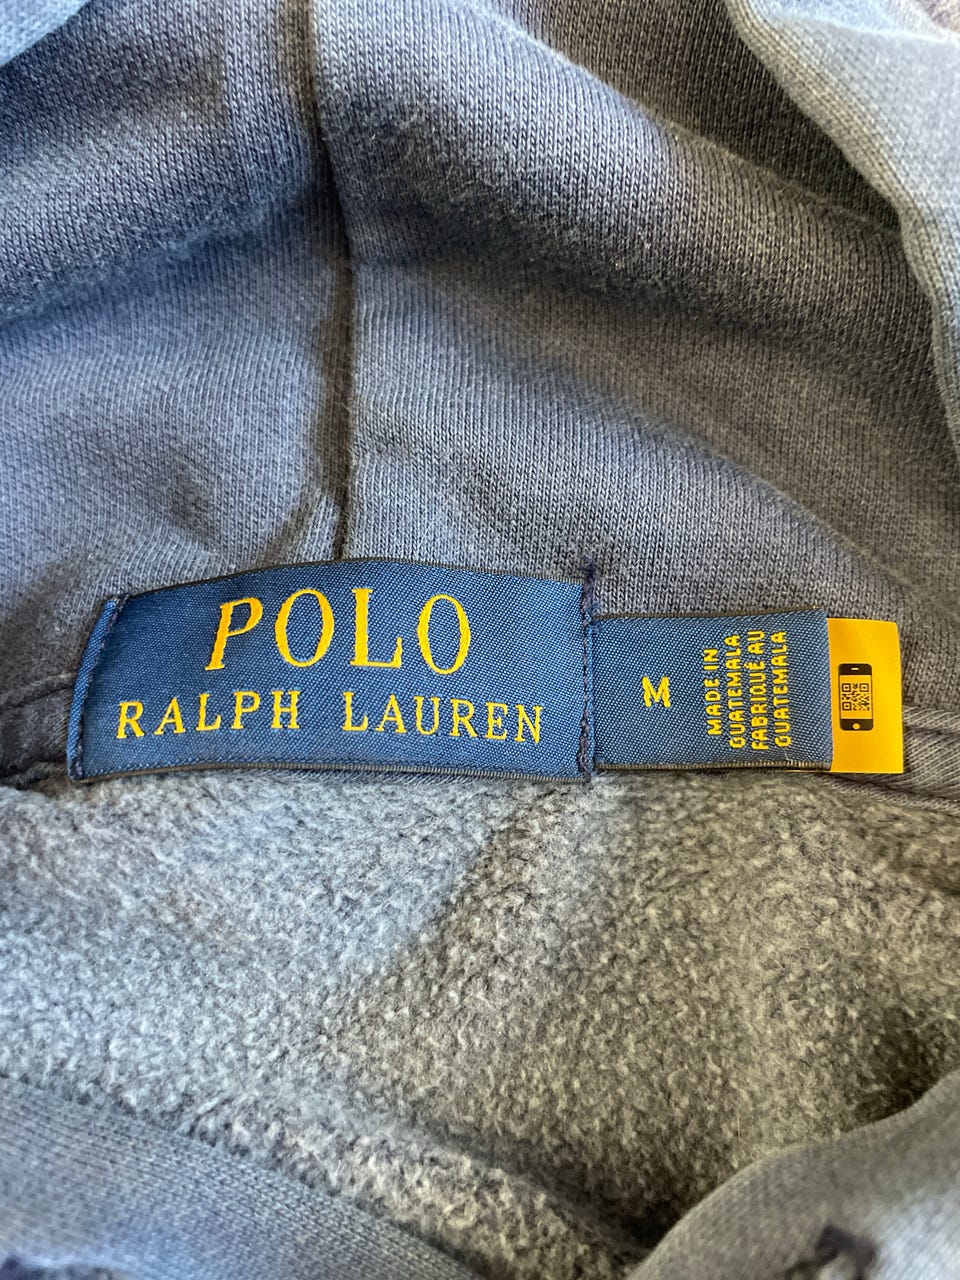 POLO
RALPH LAUREN
M
MADE IN
GUATEMALA
FABRIQUÉ AU
GUATEMALA